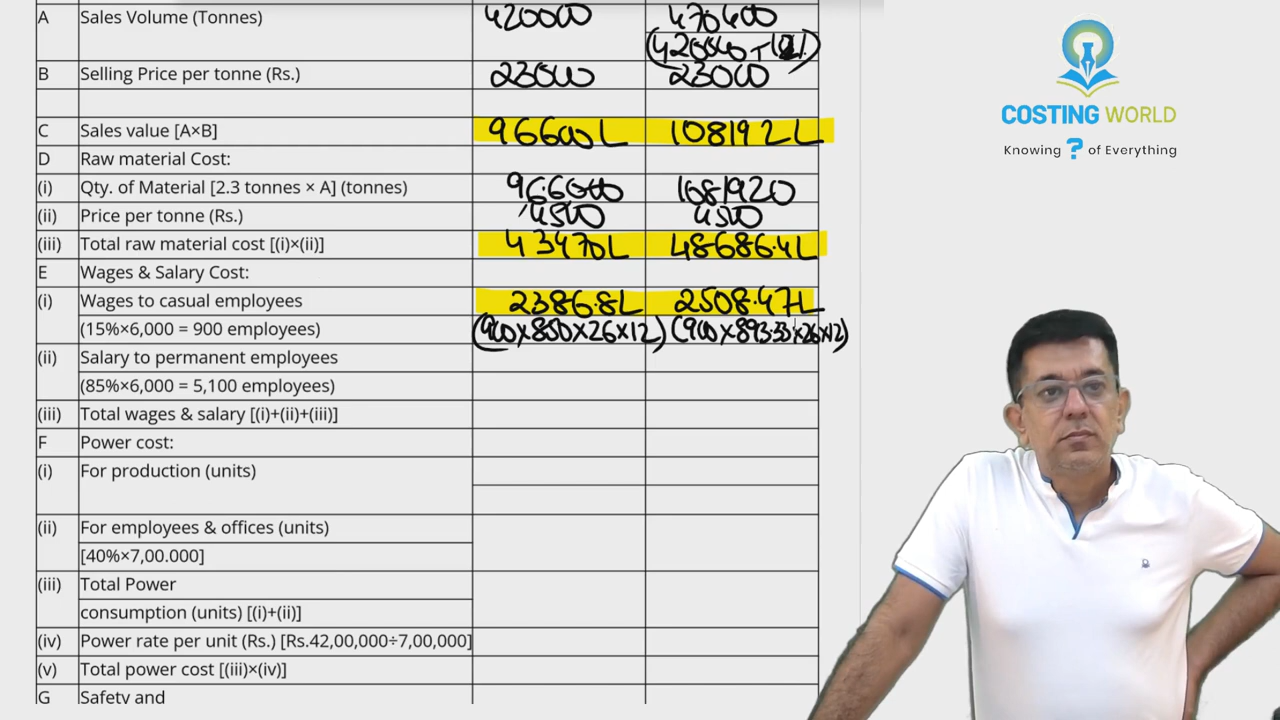 A Sales Volume (Tonnes) 420000 470400
(42000+12%)
B Selling Price per tonne (Rs.) 23000 23000
C Sales value [A×B] 96600L 108192L
D Raw material Cost:
(i) Qty. of Material [2.3 tonnes × A] (tonnes) 966000 1081920
(ii) Price per tonne (Rs.) 4500 4500
(iii) Total raw material cost [(i)×(ii)] 43470L 48686.4L
E Wages & Salary Cost:
(i) Wages to casual employees 2386.8L 2508.47L
(15%×6,000 = 900 employees) (900×850×26×12) (900×893.33×26×12)
(ii) Salary to permanent employees
(85%×6,000 = 5,100 employees)
(iii) Total wages & salary [(i)+(ii)+(iii)]
F Power cost:
(i) For production (units)
(ii) For employees & offices (units)
[40%×7,00.000]
(iii) Total Power
consumption (units) [(i)+(ii)]
(iv) Power rate per unit (Rs.) [Rs.42,00,000÷7,00,000]
(v) Total power cost [(iii)×(iv)]
G Safety and
COSTING WORLD
Knowing ? of Everything